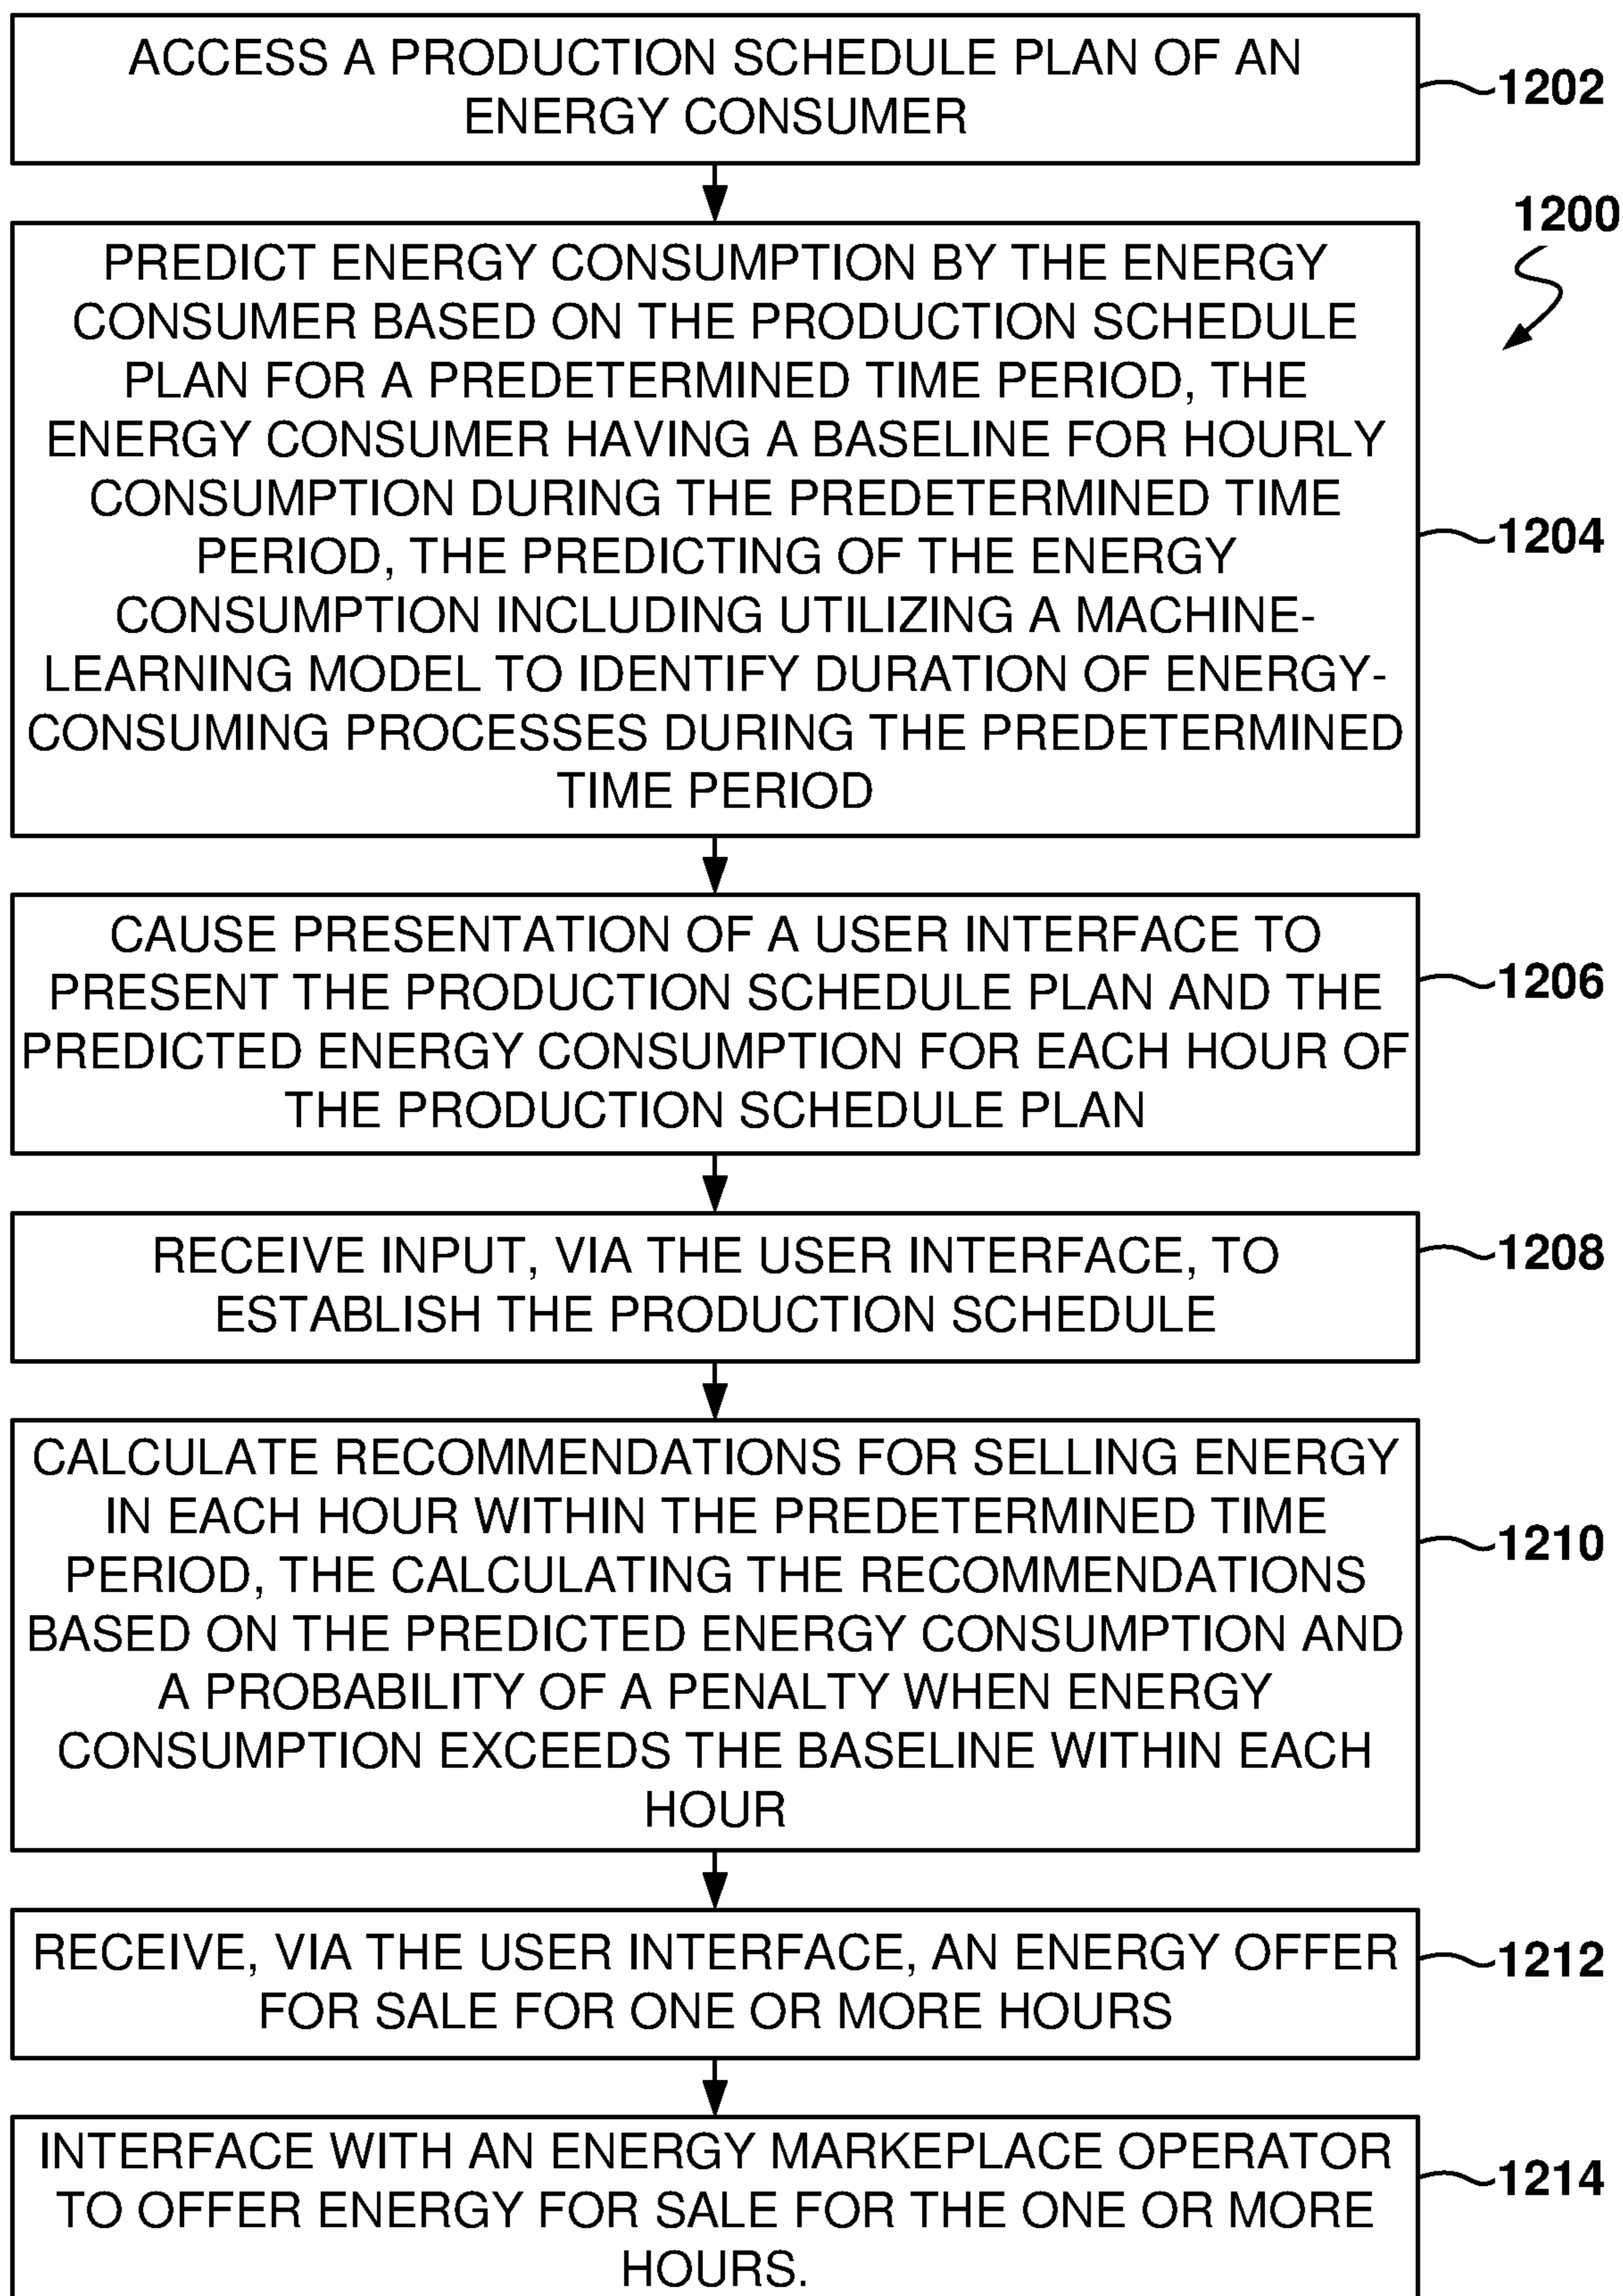 ACCESS A PRODUCTION SCHEDULE PLAN OF AN
ENERGY CONSUMER
1202
1200
PREDICT ENERGY CONSUMPTION BY THE ENERGY
CONSUMER BASED ON THE PRODUCTION SCHEDULE
PLAN FOR A PREDETERMINED TIME PERIOD, THE
ENERGY CONSUMER HAVING A BASELINE FOR HOURLY
CONSUMPTION DURING THE PREDETERMINED TIME
PERIOD, THE PREDICTING OF THE ENERGY
CONSUMPTION INCLUDING UTILIZING A MACHINE-
LEARNING MODEL TO IDENTIFY DURATION OF ENERGY-
CONSUMING PROCESSES DURING THE PREDETERMINED
TIME PERIOD
1204
CAUSE PRESENTATION OF A USER INTERFACE TO
PRESENT THE PRODUCTION SCHEDULE PLAN AND THE
PREDICTED ENERGY CONSUMPTION FOR EACH HOUR OF
THE PRODUCTION SCHEDULE PLAN
1206
RECEIVE INPUT, VIA THE USER INTERFACE, TO
ESTABLISH THE PRODUCTION SCHEDULE
1208
CALCULATE RECOMMENDATIONS FOR SELLING ENERGY
IN EACH HOUR WITHIN THE PREDETERMINED TIME
PERIOD, THE CALCULATING THE RECOMMENDATIONS
BASED ON THE PREDICTED ENERGY CONSUMPTION AND
A PROBABILITY OF A PENALTY WHEN ENERGY
CONSUMPTION EXCEEDS THE BASELINE WITHIN EACH
HOUR
1210
RECEIVE, VIA THE USER INTERFACE, AN ENERGY OFFER
FOR SALE FOR ONE OR MORE HOURS
1212
INTERFACE WITH AN ENERGY MARKEPLACE OPERATOR
TO OFFER ENERGY FOR SALE FOR THE ONE OR MORE
HOURS.
1214